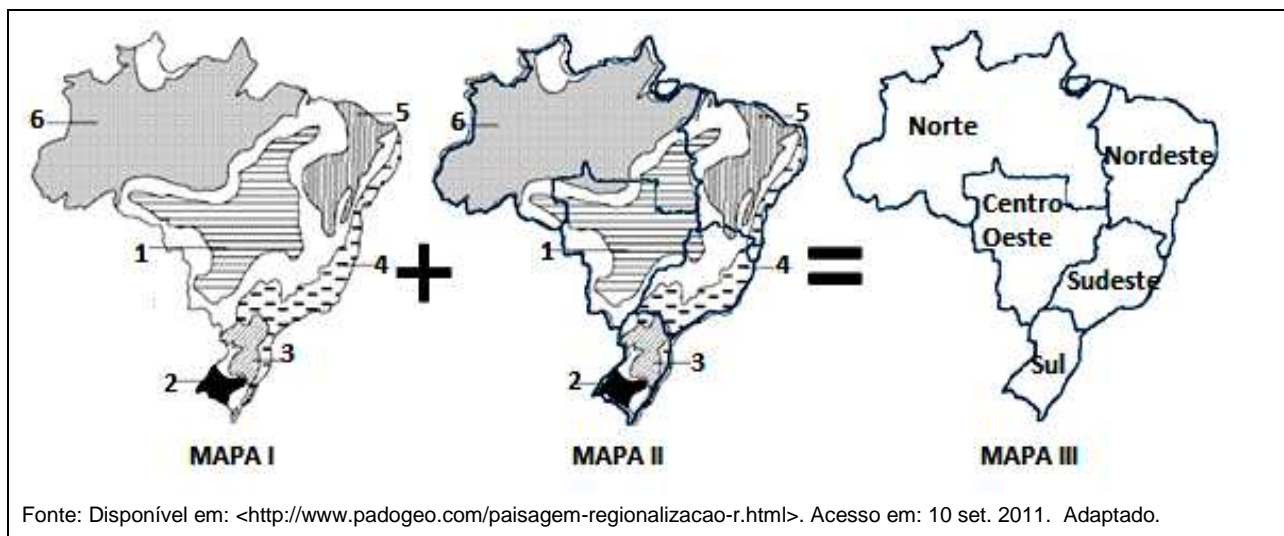 6
5
1
4
3
2
MAPA I
+
6
5
1
4
3
2
MAPA II
=
Norte
Nordeste
Centro
Oeste
Sudeste
Sul
MAPA III
Fonte: Disponível em: <http://www.padogeo.com/paisagem-regionalizacao-r.html>. Acesso em: 10 set. 2011. Adaptado.